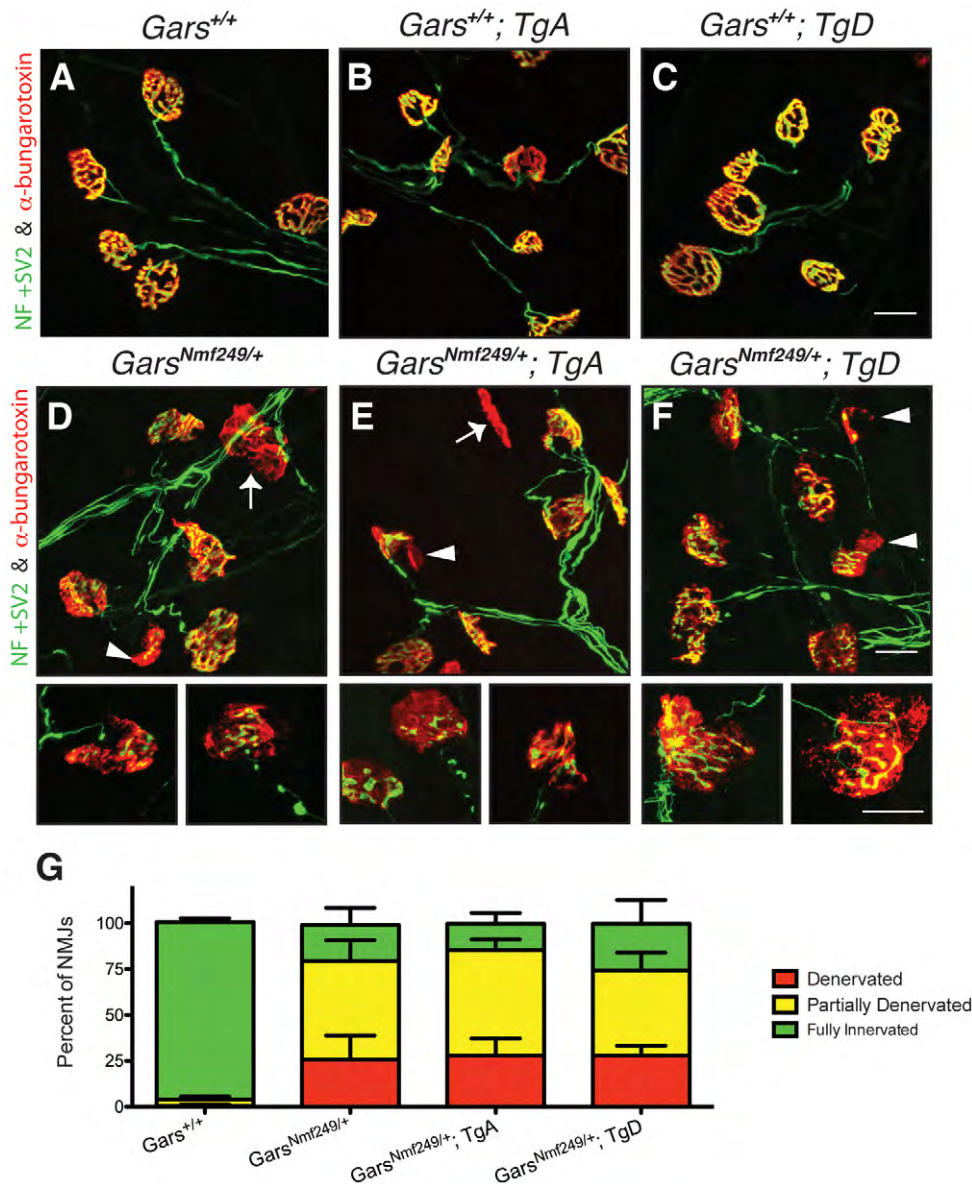 Gars+/+
Gars+/+; TgA
Gars+/+; TgD
NF +SV2 & α-bungarotoxin
A
B
C
GarsNmf249/+
GarsNmf249/+; TgA
GarsNmf249/+; TgD
NF +SV2 & α-bungarotoxin
D
E
F
G
Percent of NMJs
100
75
50
25
0
Gars+/+
GarsNmf249/+
GarsNmf249/+; TgA
GarsNmf249/+; TgD
Denervated
Partially Denervated
Fully Innervated